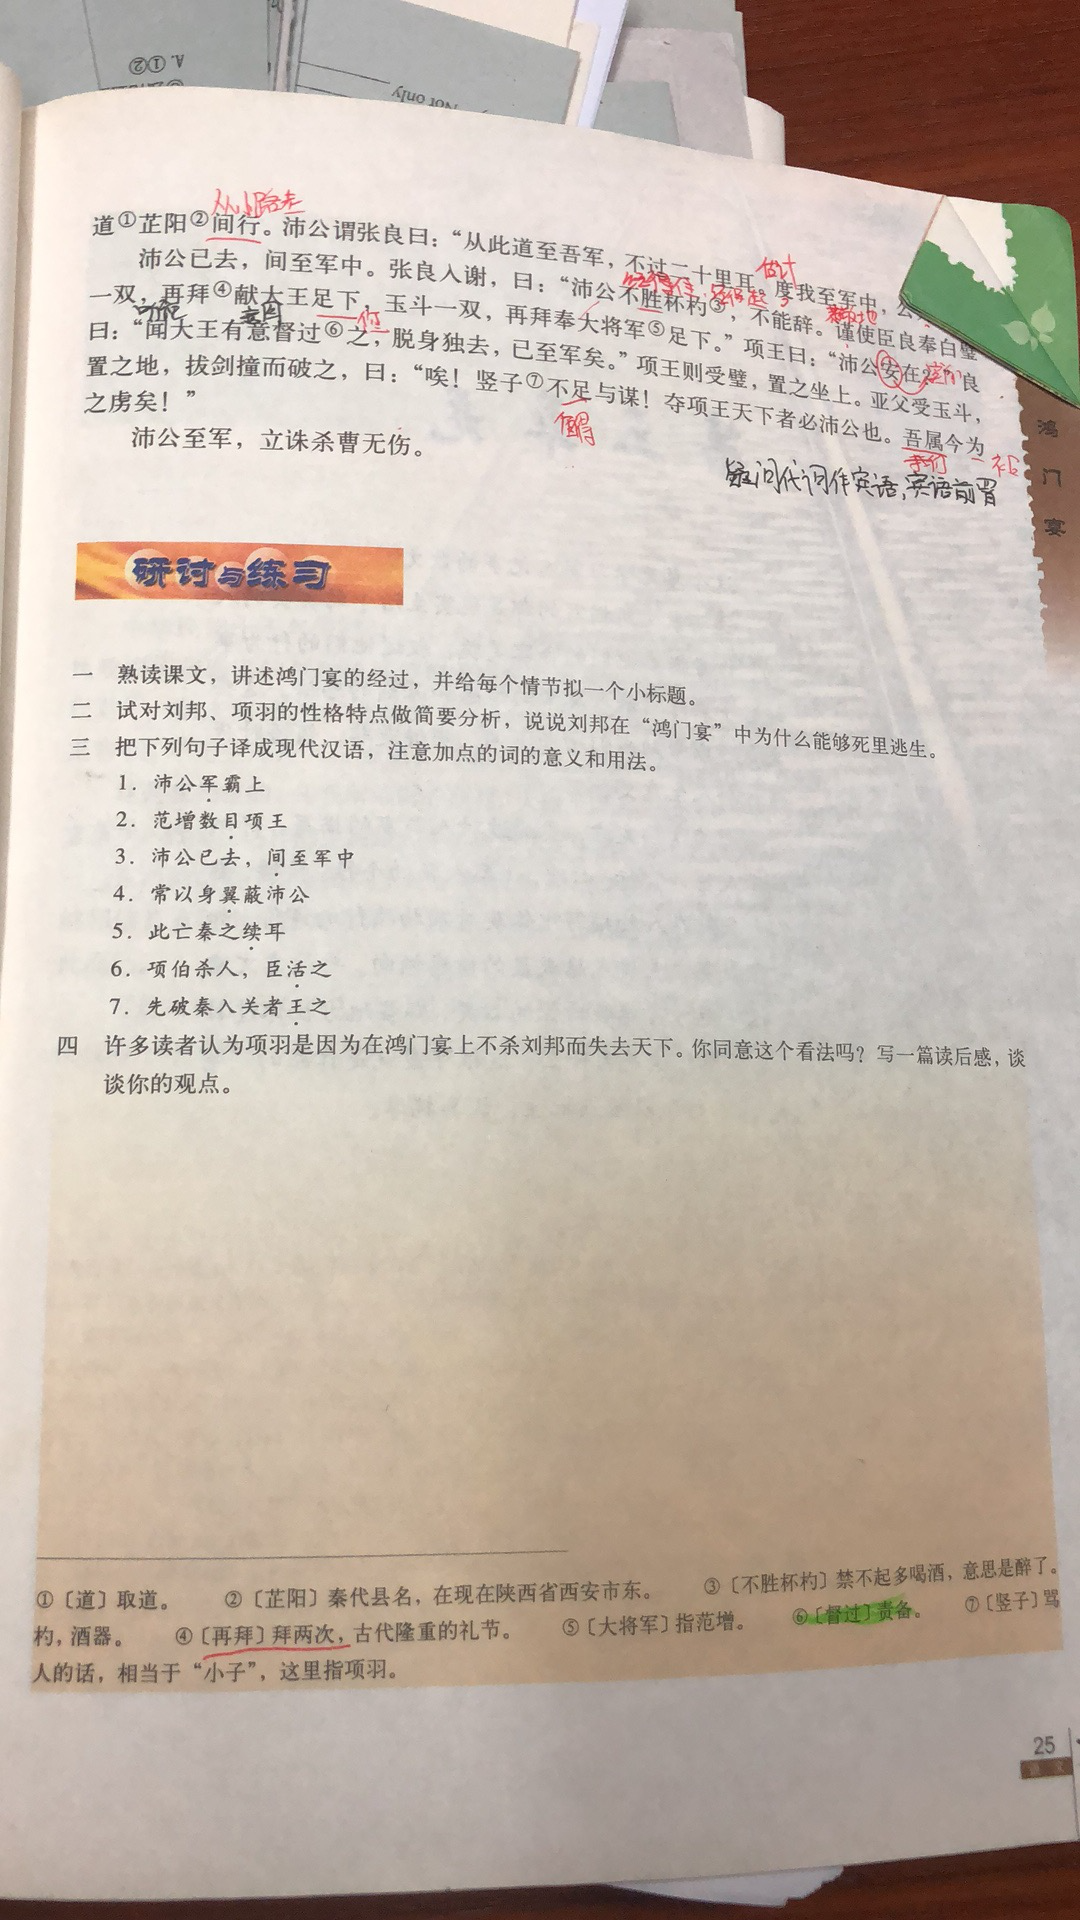 A. ①②
Not only
从小路走
道①芷阳②间行。沛公谓张良曰：“从此道至吾军，不过二十里耳。度我至军中，公
估计
沛公已去，间至军中。张良入谢，曰：“沛公不胜杯杓③，不能辞。谨使臣良奉白璧
一双，再拜④献大王足下，玉斗一双，再拜奉大将军⑤足下。”项王曰：“沛公安在？”良
曰：“闻大王有意督过⑥之，脱身独去，已至军矣。”项王则受璧，置之坐上。亚父受玉斗，
置之地，拔剑撞而破之，曰：“唉！竖子⑦不足与谋！夺项王天下者必沛公也。吾属今为
值得
之虏矣！”
我们
沛公至军，立诛杀曹无伤。
疑问代词作宾语，宾语前置
鸿门宴
研讨与练习
一 熟读课文，讲述鸿门宴的经过，并给每个情节拟一个小标题。
二 试对刘邦、项羽的性格特点做简要分析，说说刘邦在“鸿门宴”中为什么能够死里逃生。
三 把下列句子译成现代汉语，注意加点的词的意义和用法。
1. 沛公军霸上
2. 范增数目项王
3. 沛公已去，间至军中
4. 常以身翼蔽沛公
5. 此亡秦之续耳
6. 项伯杀人，臣活之
7. 先破秦入关者王之
四 许多读者认为项羽是因为在鸿门宴上不杀刘邦而失去天下。你同意这个看法吗？写一篇读后感，谈
谈你的观点。
①〔道〕取道。 ②〔芷阳〕秦代县名，在现在陕西省西安市东。 ③〔不胜杯杓〕禁不起多喝酒，意思是醉了。
杓，酒器。 ④〔再拜〕拜两次，古代隆重的礼节。 ⑤〔大将军〕指范增。 ⑥〔督过〕责备。 ⑦〔竖子〕骂
人的话，相当于“小子”，这里指项羽。
25
语文